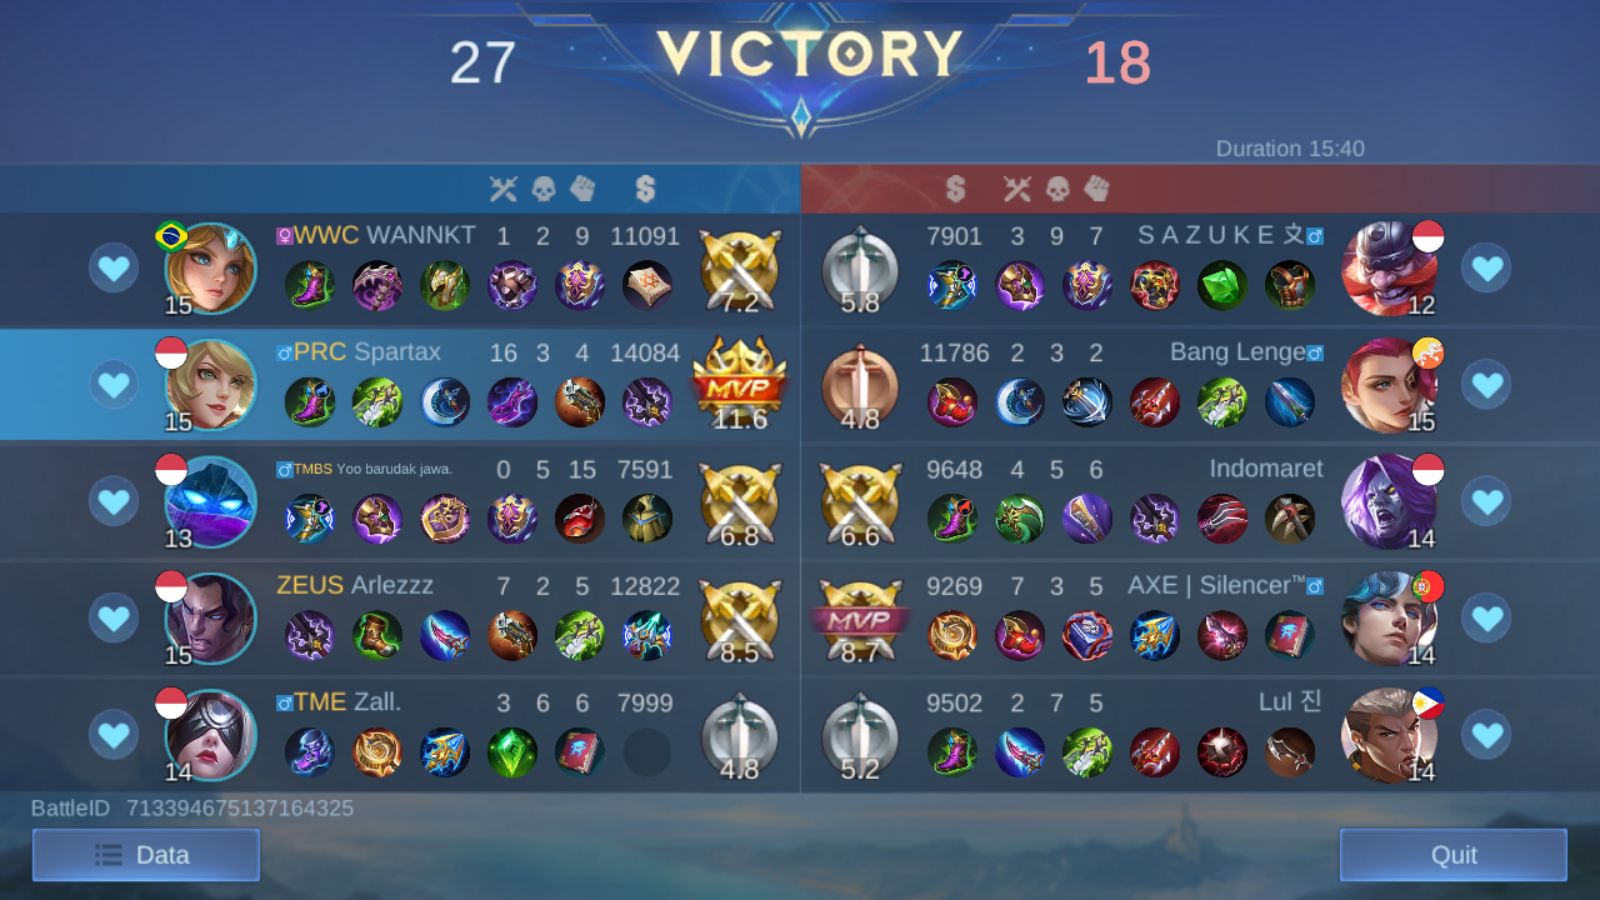 27
VICTORY
18
Duration 15:40
WWC WANNKT 1 2 9 11091
7.2
15
PRC Spartax 16 3 4 14084
MVP
11.6
15
TMBS Yoo barudak jawa. 0 5 15 7591
6.8
13
ZEUS Arlezzz 7 2 5 12822
8.5
15
TME Zall. 3 6 6 7999
4.8
14
7901 3 9 7 S A Z U K E 文
5.8
12
11786 2 3 2 Bang Lenge
4.8
15
9648 4 5 6 Indomaret
6.6
14
9269 7 3 5 AXE | Silencer™
MVP
8.7
14
9502 2 7 5 Lul 진
5.2
14
BattleID 713394675137164325
Data
Quit